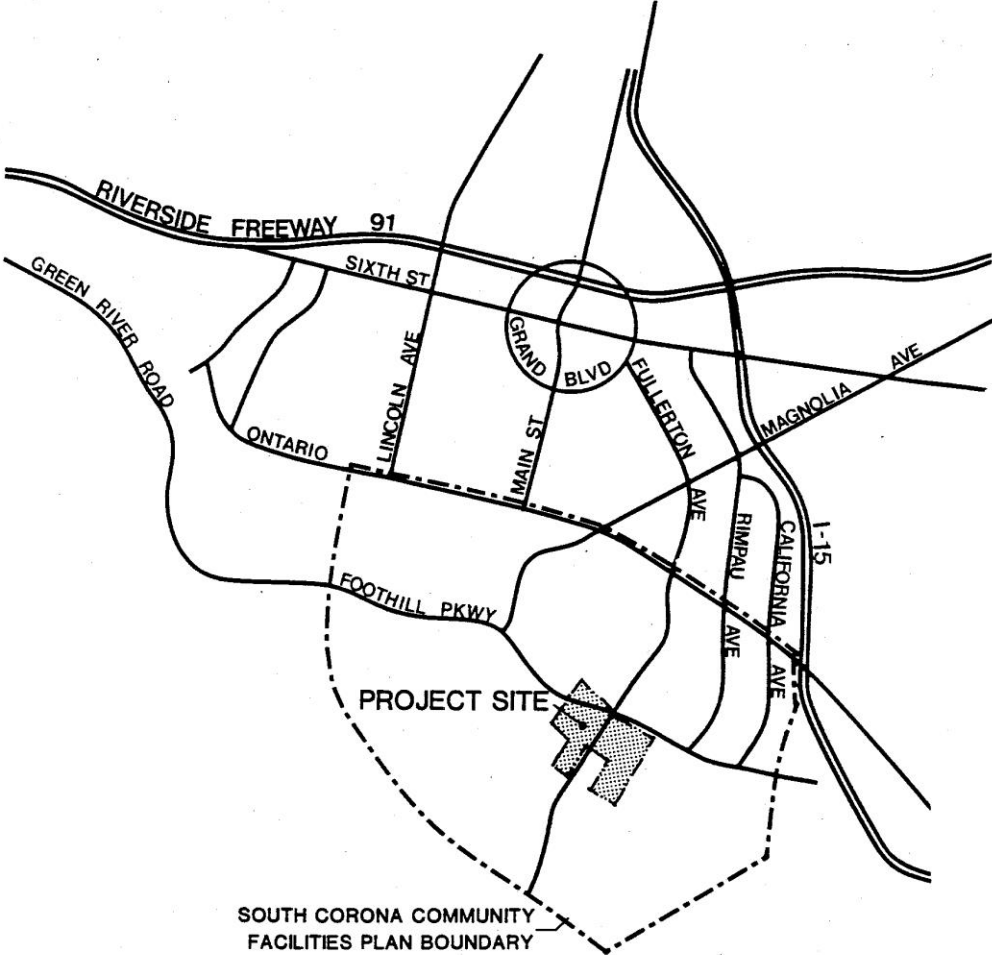 RIVERSIDE FREEWAY 91
GREEN RIVER ROAD
SIXTH ST
GRAND BLVD
LINCOLN AVE
MAIN ST
FULLERTON
AVE
MAGNOLIA AVE
ONTARIO
RIMPAU
AVE
CALIFORNIA
AVE
I-15
FOOTHILL PKWY
PROJECT SITE
SOUTH CORONA COMMUNITY
FACILITIES PLAN BOUNDARY